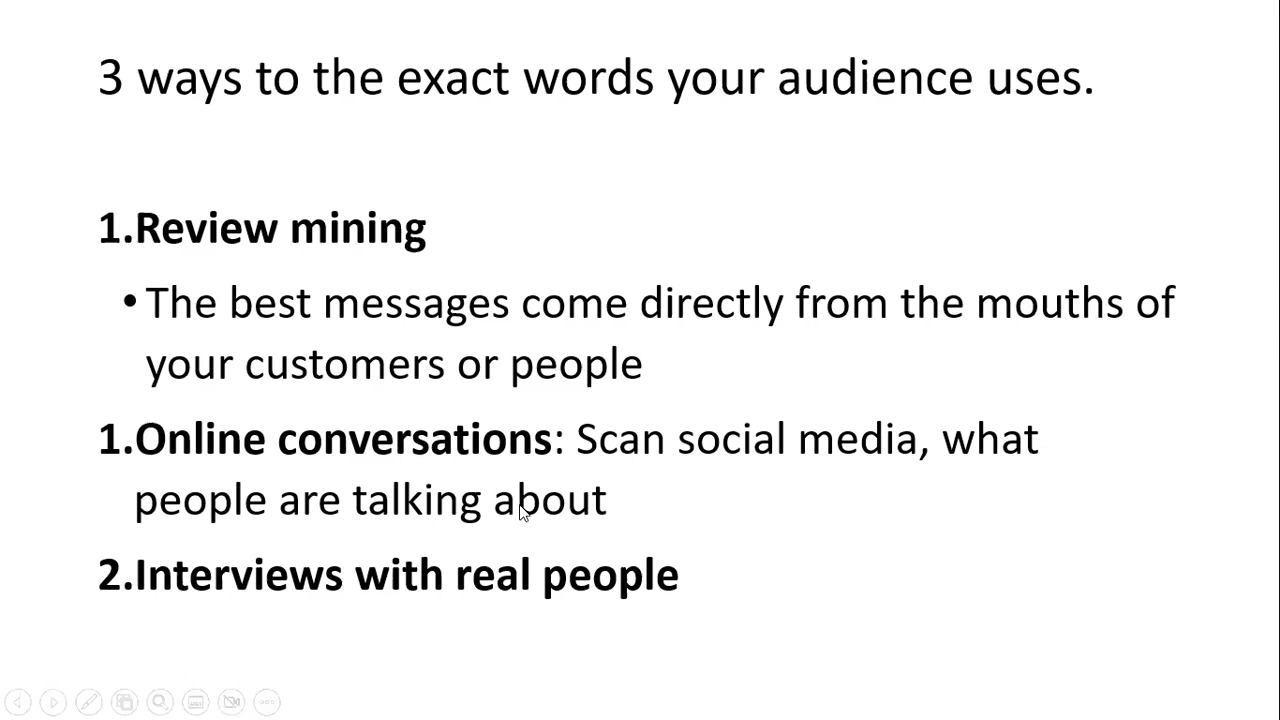 3 ways to the exact words your audience uses.
1.Review mining
•The best messages come directly from the mouths of
your customers or people
1.Online conversations: Scan social media, what
people are talking about
2.Interviews with real people